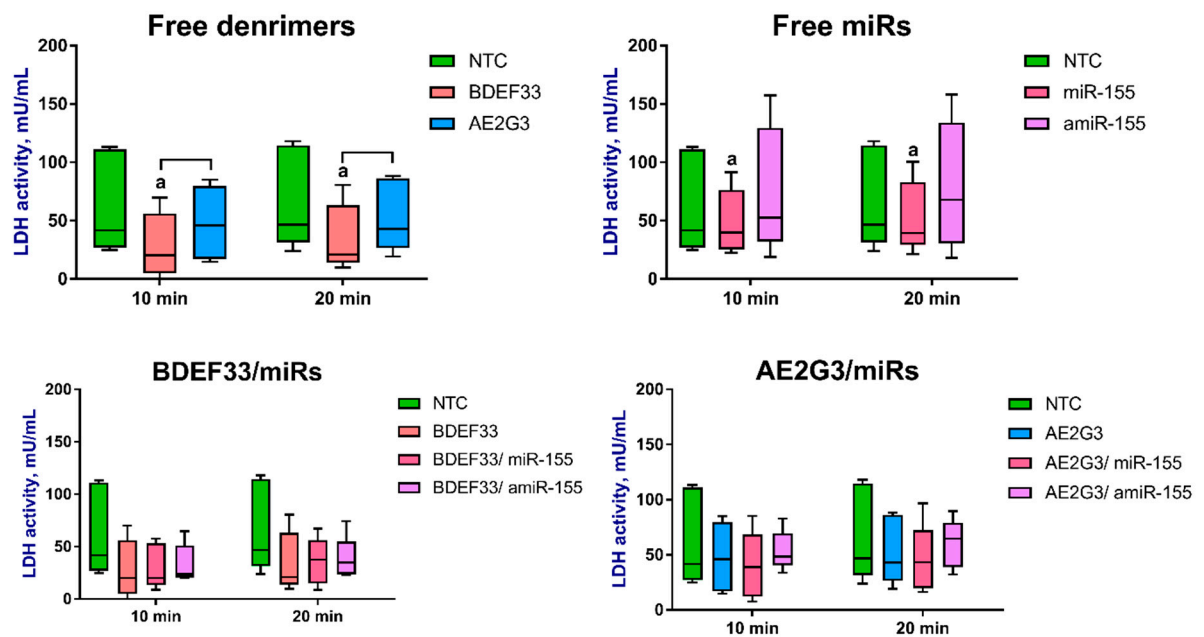 Free denrimers
LDH activity, mU/mL
200
150
100
50
0
a
a
10 min
20 min
NTC
BDEF33
AE2G3
Free miRs
LDH activity, mU/mL
200
150
100
50
0
a
a
10 min
20 min
NTC
miR-155
amiR-155
BDEF33/miRs
LDH activity, mU/mL
200
150
100
50
0
10 min
20 min
NTC
BDEF33
BDEF33/ miR-155
BDEF33/ amiR-155
AE2G3/miRs
LDH activity, mU/mL
200
150
100
50
0
10 min
20 min
NTC
AE2G3
AE2G3/ miR-155
AE2G3/ amiR-155